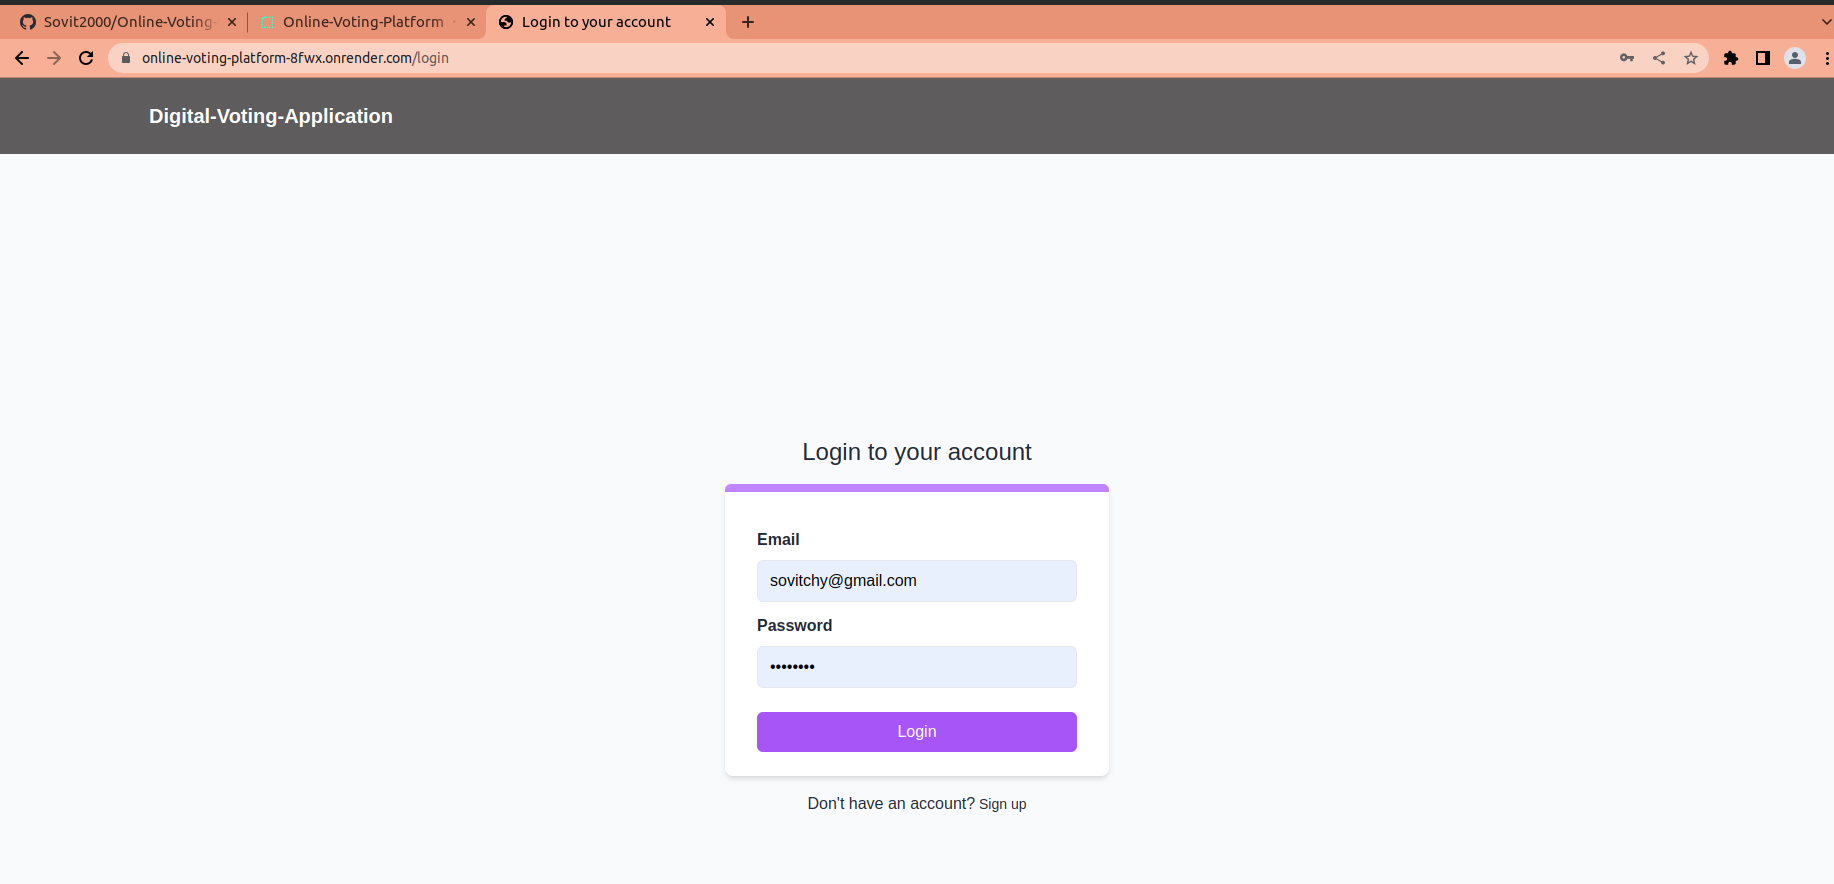 Sovit2000/Online-Voting-
Online-Voting-Platform
Login to your account
online-voting-platform-8fwx.onrender.com/login
Digital-Voting-Application
Login to your account
Email
sovitchy@gmail.com
Password
••••••••
Login
Don't have an account? Sign up